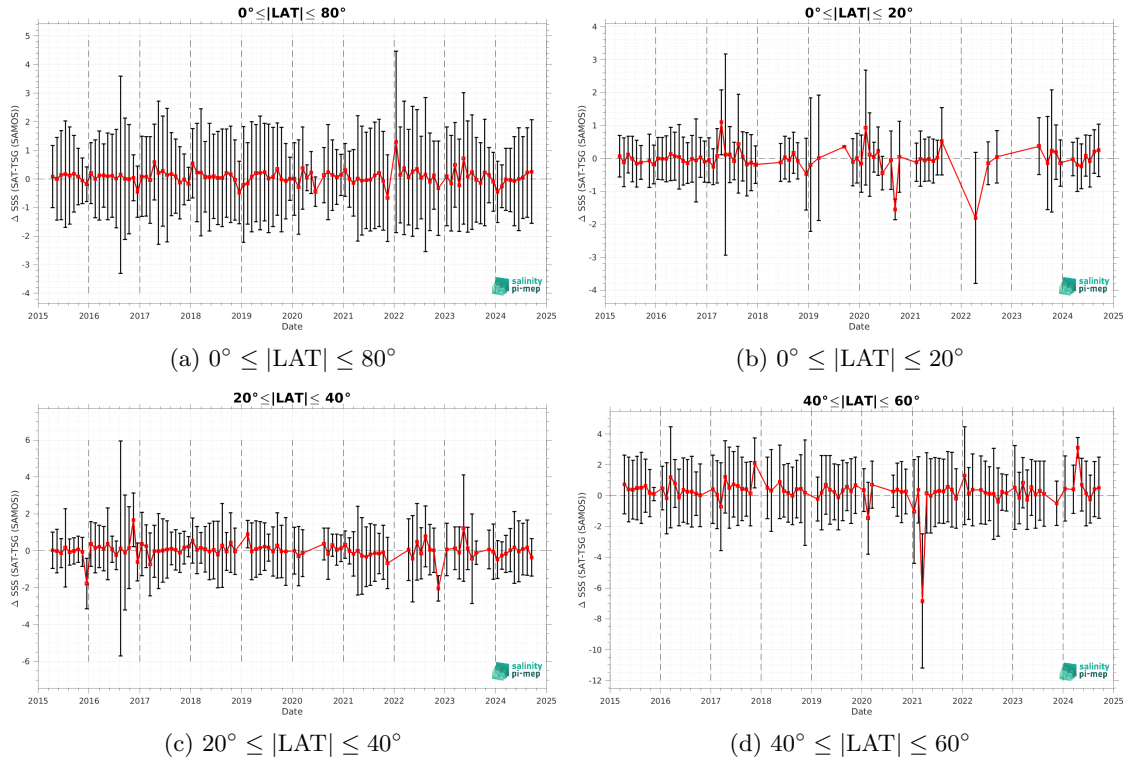 0°≤|LAT|≤ 80°
Δ SSS (SAT-TSG (SAMOS))
5
4
3
2
1
0
-1
-2
-3
-4
2015 2016 2017 2018 2019 2020 2021 2022 2023 2024 2025
Date
salinity
pi-mep
(a) 0° ≤ |LAT| ≤ 80°
0°≤|LAT|≤ 20°
Δ SSS (SAT-TSG (SAMOS))
4
3
2
1
0
-1
-2
-3
-4
2015 2016 2017 2018 2019 2020 2021 2022 2023 2024 2025
Date
salinity
pi-mep
(b) 0° ≤ |LAT| ≤ 20°
20°≤|LAT|≤ 40°
Δ SSS (SAT-TSG (SAMOS))
6
4
2
0
-2
-4
-6
2015 2016 2017 2018 2019 2020 2021 2022 2023 2024 2025
Date
salinity
pi-mep
(c) 20° ≤ |LAT| ≤ 40°
40°≤|LAT|≤ 60°
Δ SSS (SAT-TSG (SAMOS))
4
2
0
-2
-4
-6
-8
-10
-12
2015 2016 2017 2018 2019 2020 2021 2022 2023 2024 2025
Date
salinity
pi-mep
(d) 40° ≤ |LAT| ≤ 60°